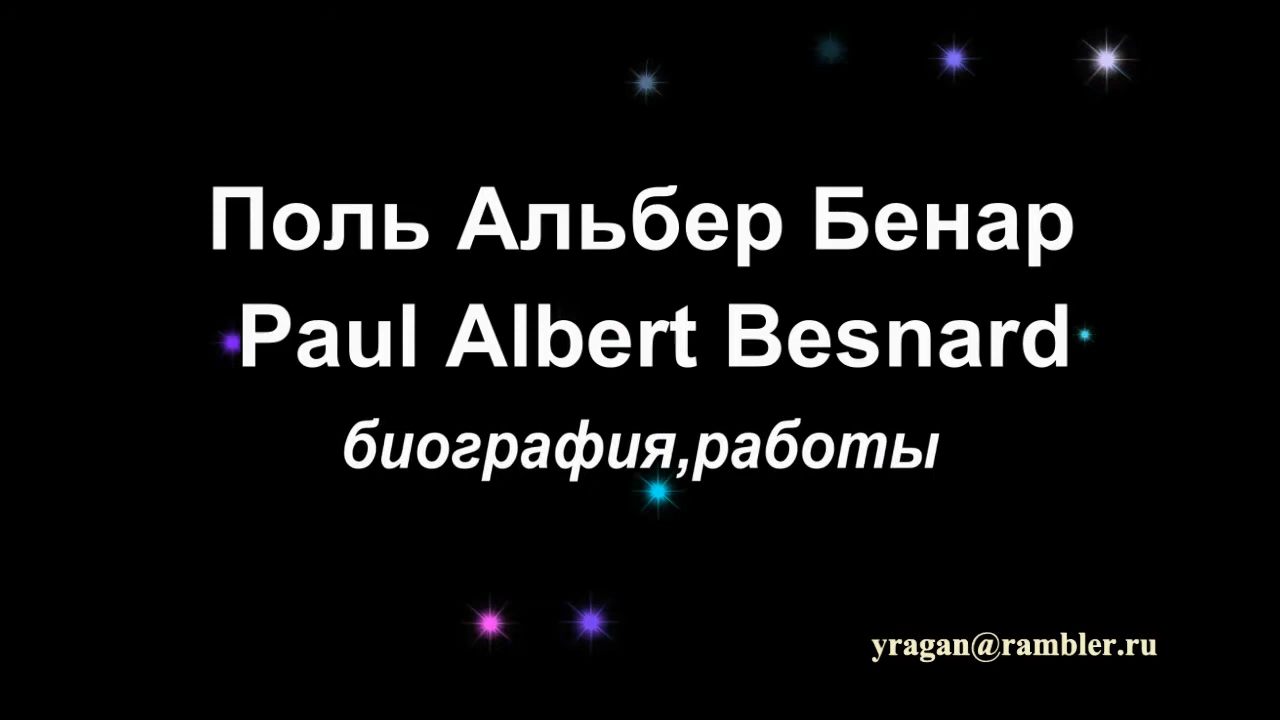 Поль Альбер Бенар
Paul Albert Besnard
биография,работы
yragan@rambler.ru